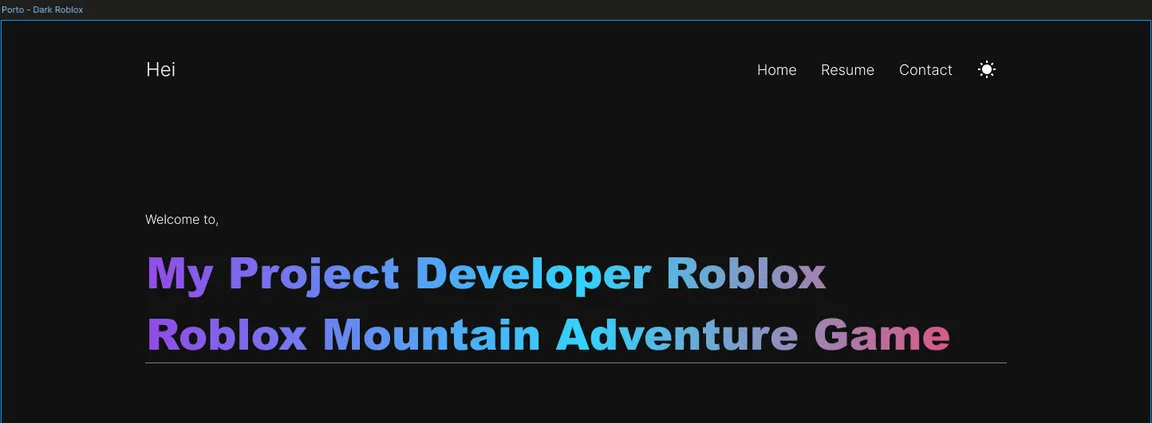 Porto - Dark Roblox
Hei
Home Resume Contact
Welcome to,
My Project Developer Roblox
Roblox Mountain Adventure Game